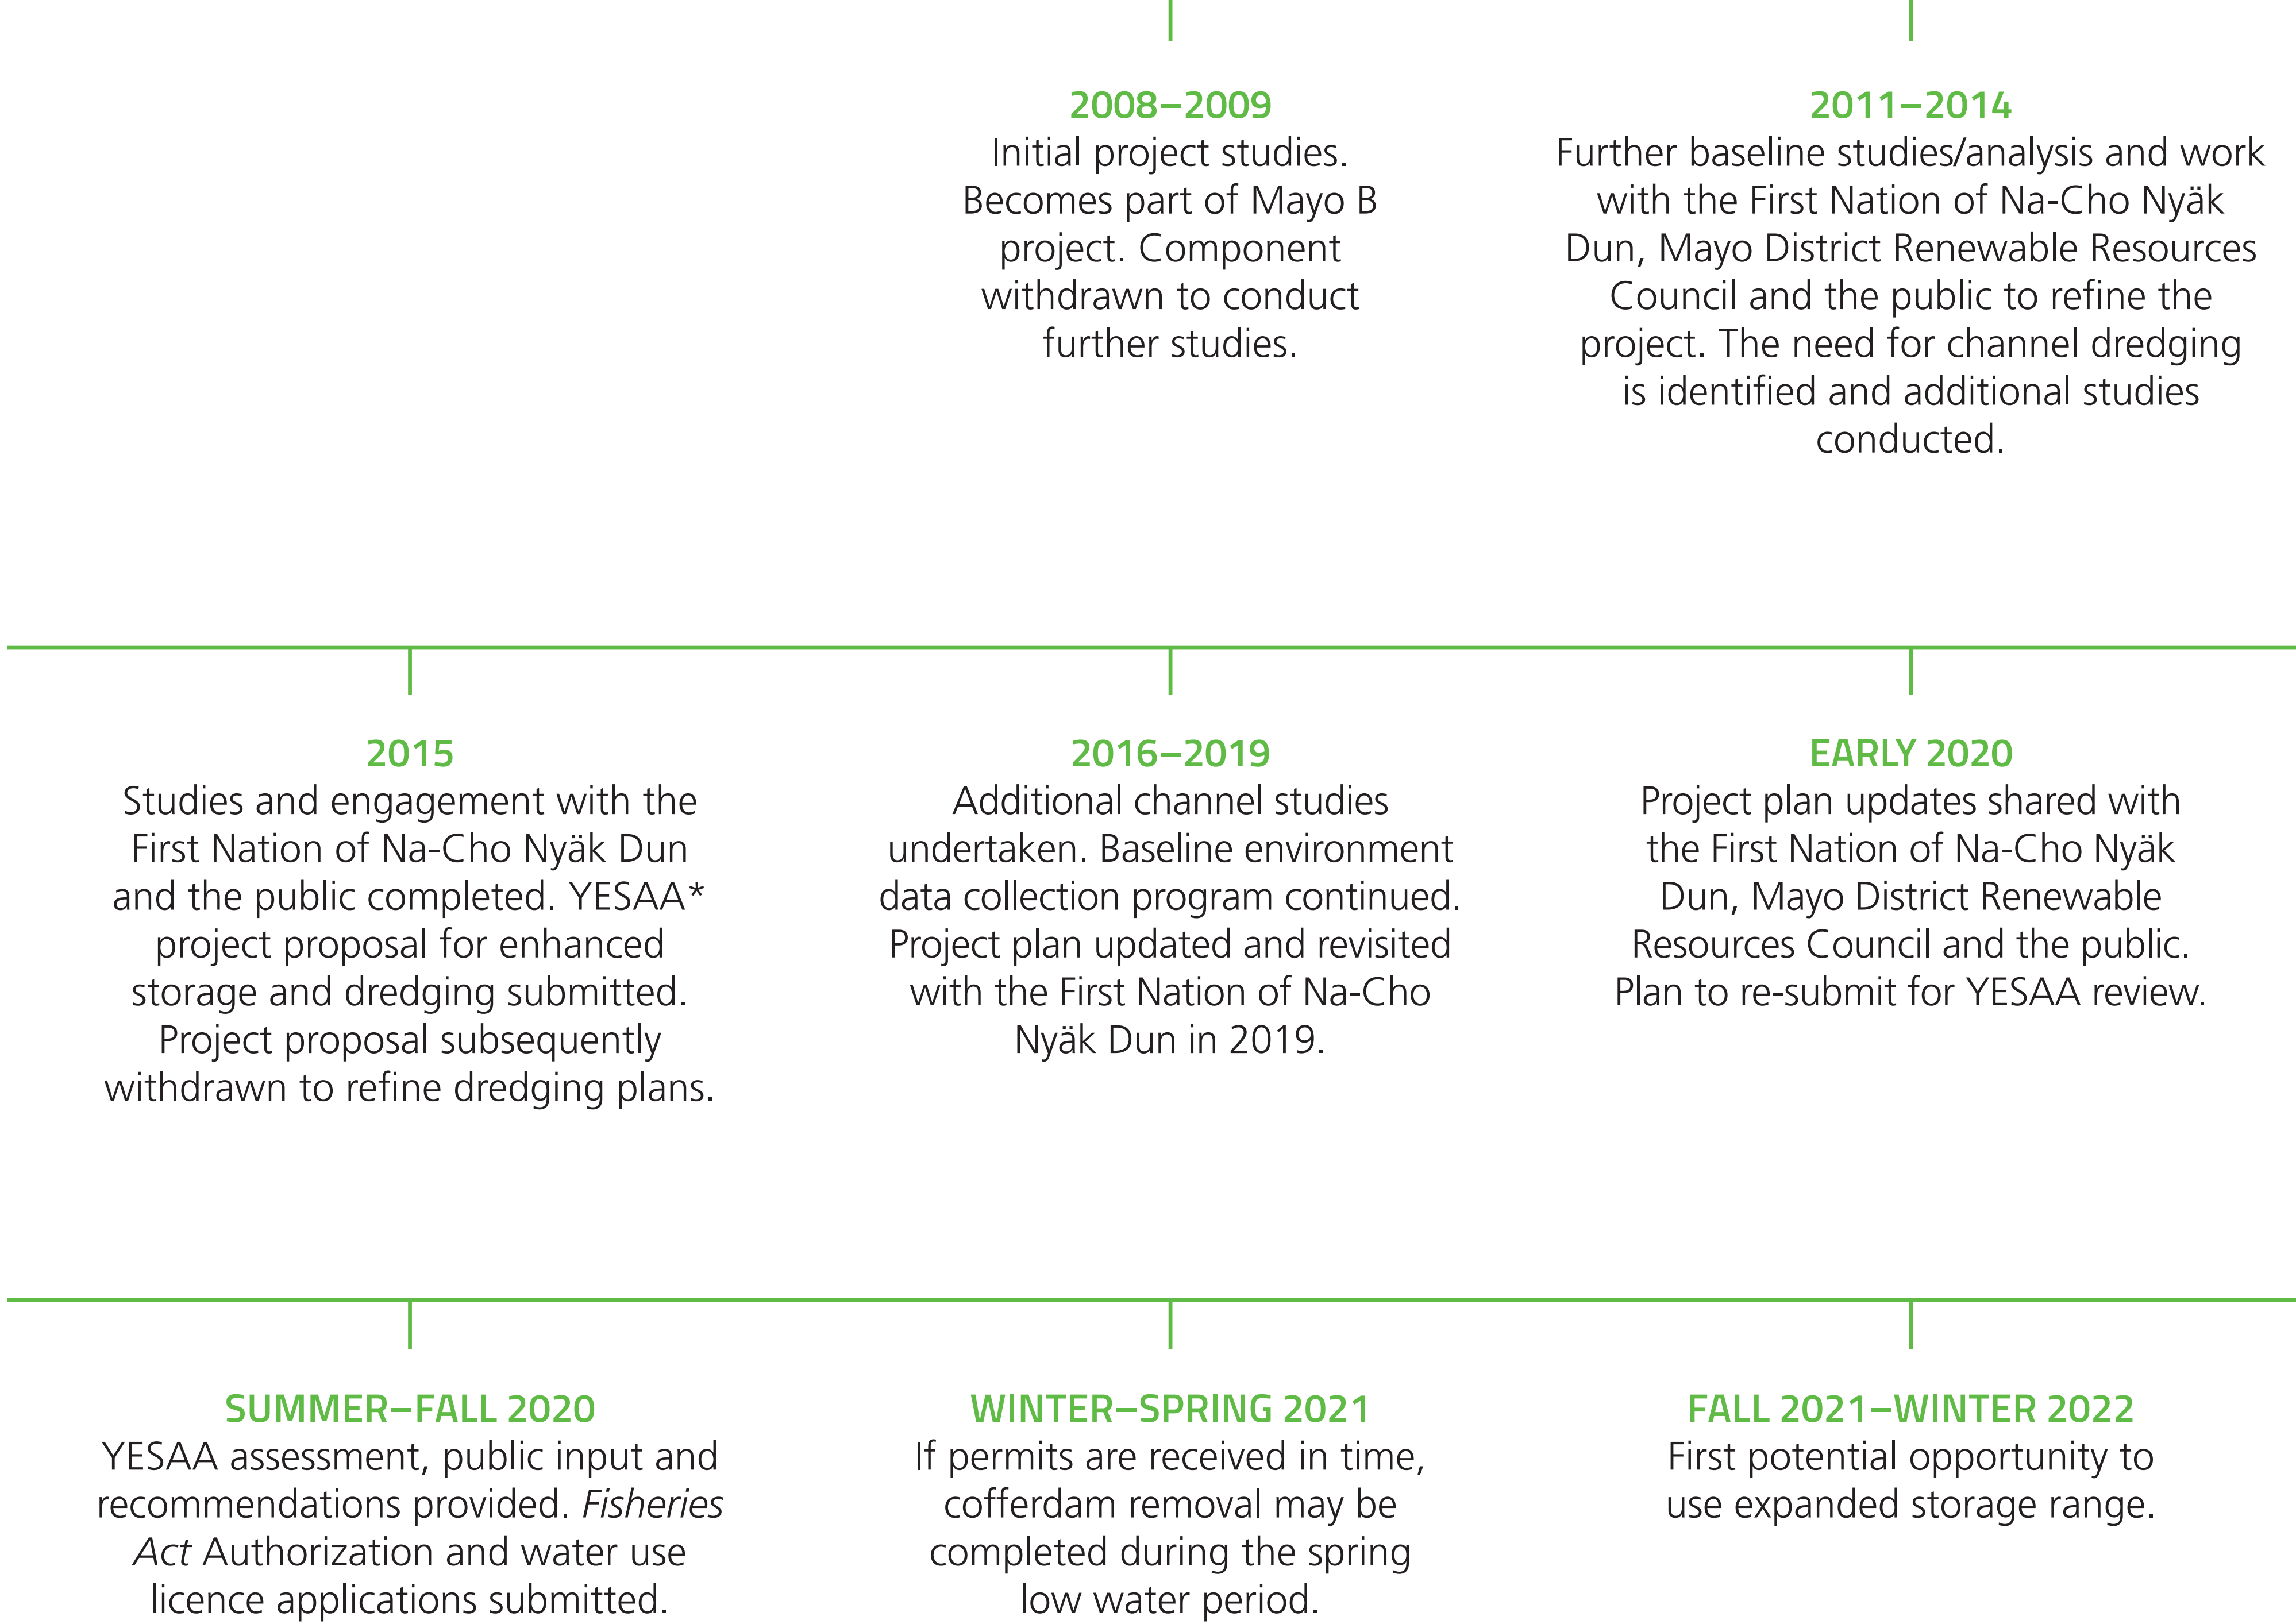 2008–2009
Initial project studies.
Becomes part of Mayo B
project. Component
withdrawn to conduct
further studies.
2011–2014
Further baseline studies/analysis and work
with the First Nation of Na-Cho Nyäk
Dun, Mayo District Renewable Resources
Council and the public to refine the
project. The need for channel dredging
is identified and additional studies
conducted.
2015
Studies and engagement with the
First Nation of Na-Cho Nyäk Dun
and the public completed. YESAA*
project proposal for enhanced
storage and dredging submitted.
Project proposal subsequently
withdrawn to refine dredging plans.
2016–2019
Additional channel studies
undertaken. Baseline environment
data collection program continued.
Project plan updated and revisited
with the First Nation of Na-Cho
Nyäk Dun in 2019.
EARLY 2020
Project plan updates shared with
the First Nation of Na-Cho Nyäk
Dun, Mayo District Renewable
Resources Council and the public.
Plan to re-submit for YESAA review.
SUMMER–FALL 2020
YESAA assessment, public input and
recommendations provided. Fisheries
Act Authorization and water use
licence applications submitted.
WINTER–SPRING 2021
If permits are received in time,
cofferdam removal may be
completed during the spring
low water period.
FALL 2021–WINTER 2022
First potential opportunity to
use expanded storage range.